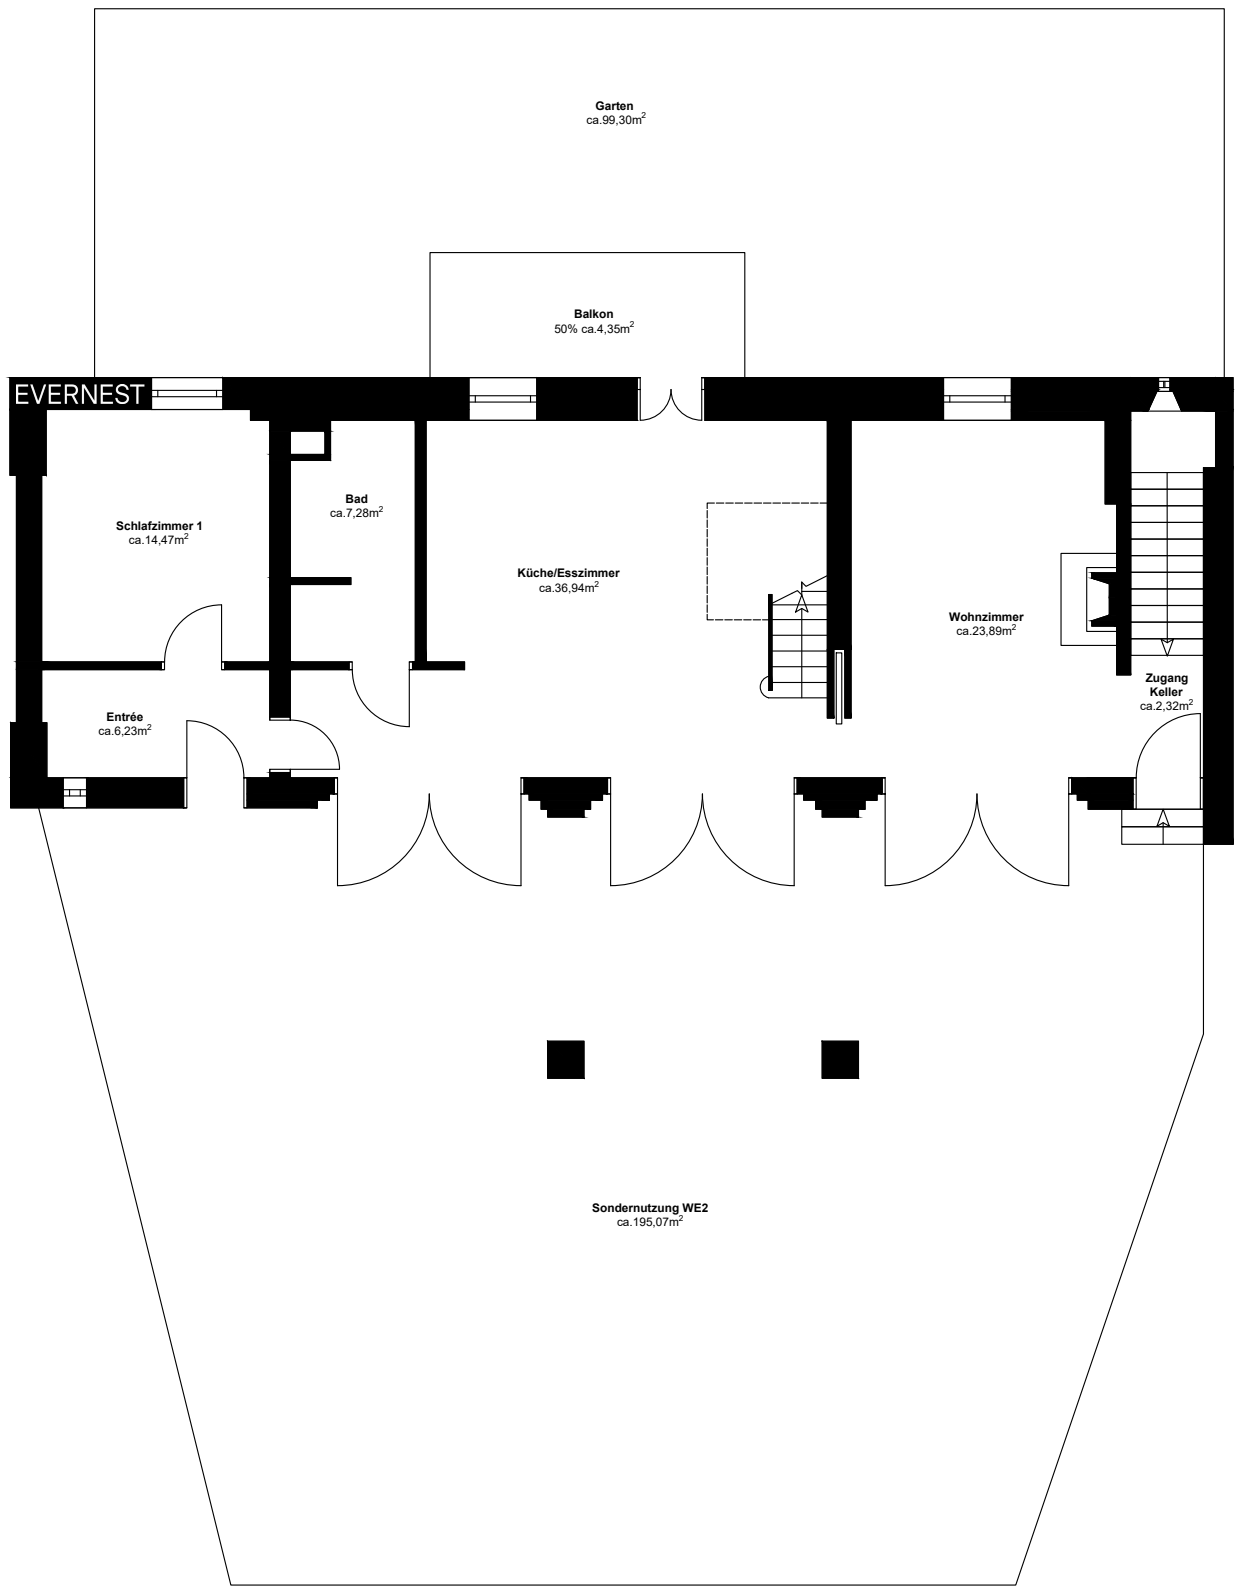 Garten
ca.99,30m²
Balkon
50% ca.4,35m²
EVERNEST
Bad
ca.7,28m²
Schlafzimmer 1
ca.14,47m²
Küche/Esszimmer
ca.36,94m²
Wohnzimmer
ca.23,89m²
Zugang
Keller
ca.2,32m²
Entrée
ca.6,23m²
Sondernutzung WE2
ca.195,07m²